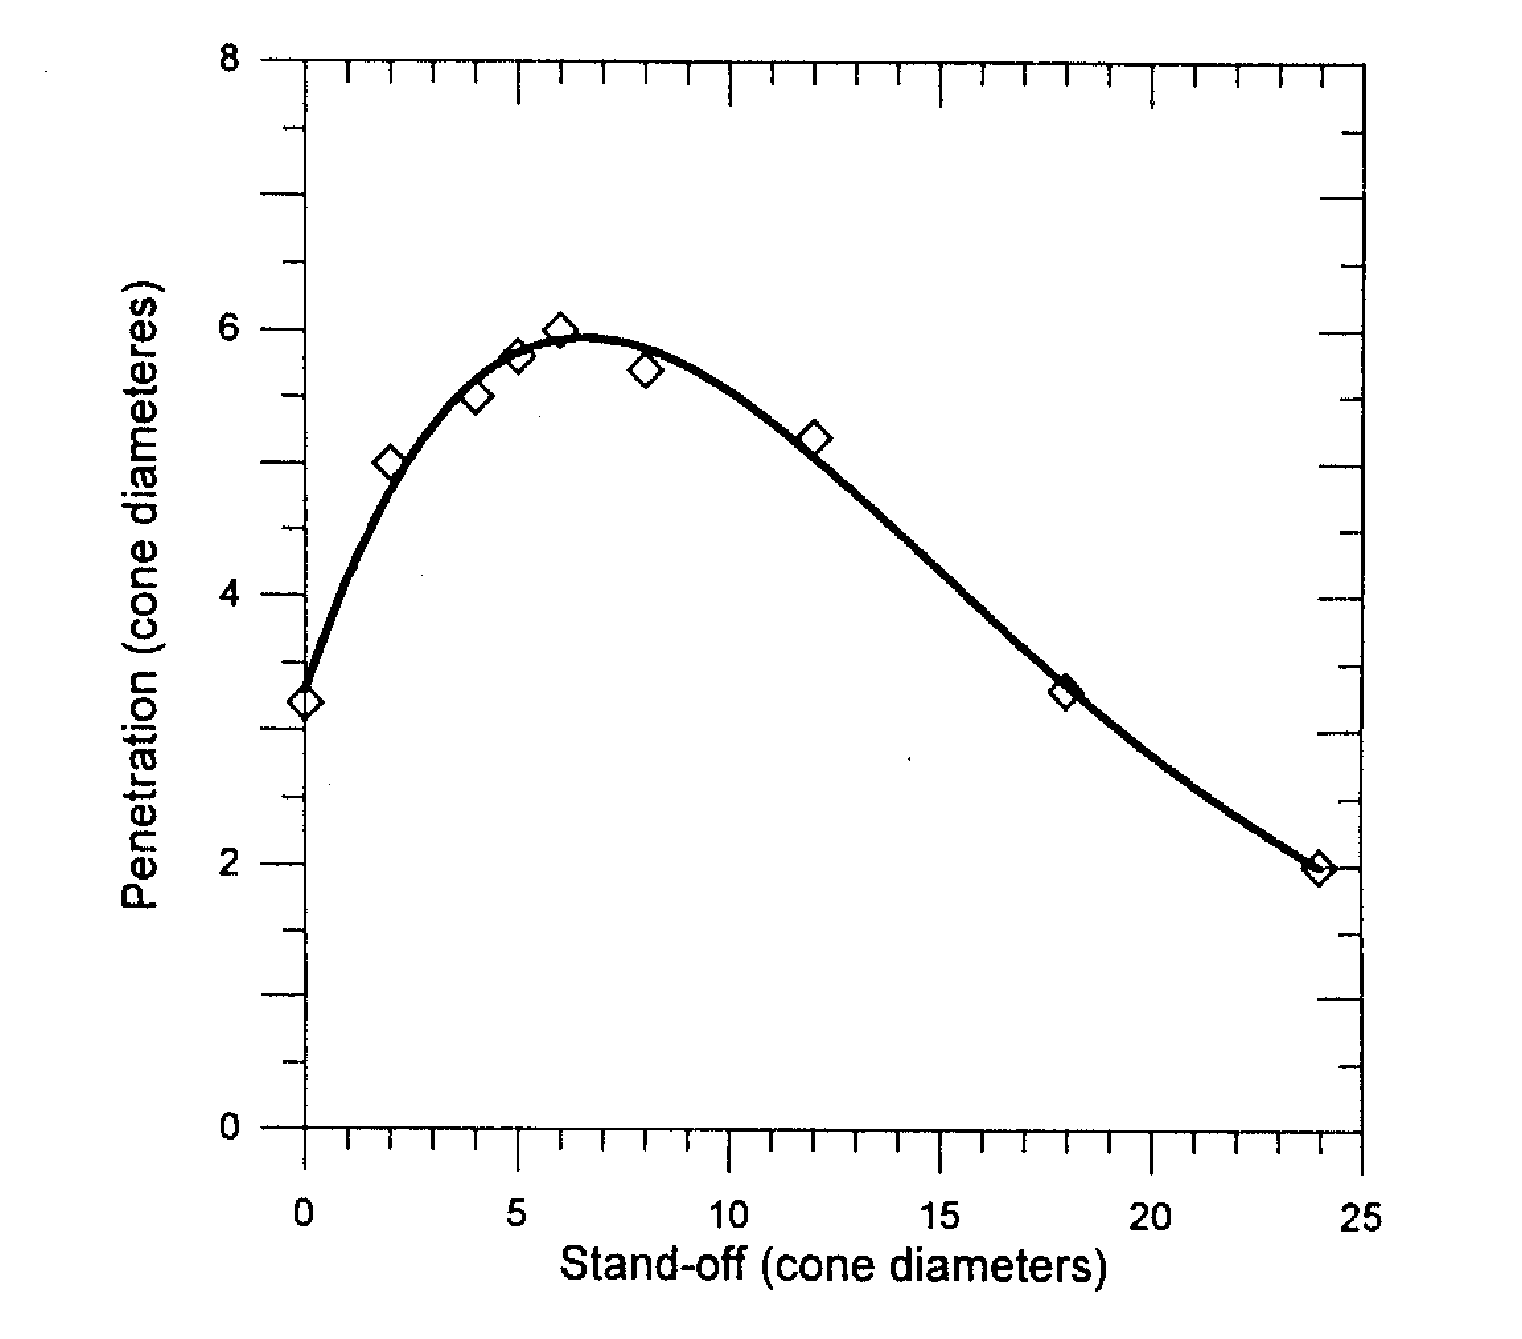 8
6
4
2
0
Penetration (cone diameteres)
0 5 10 15 20 25
Stand-off (cone diameters)